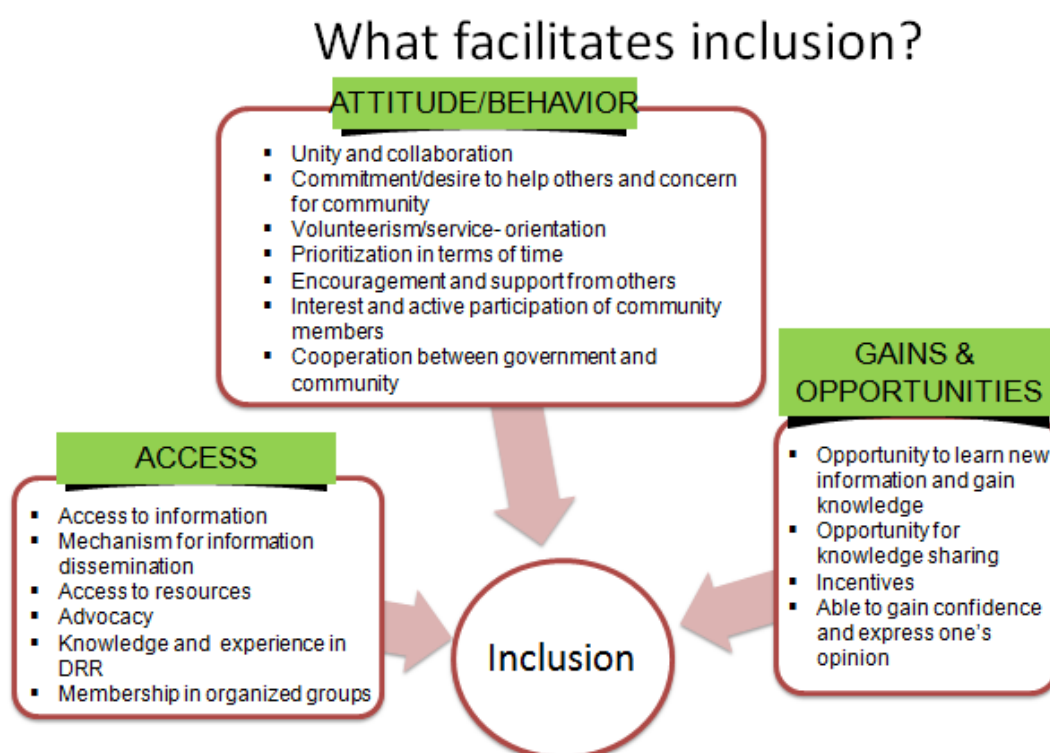 What facilitates inclusion?
ATTITUDE/BEHAVIOR
▪ Unity and collaboration
▪ Commitment/desire to help others and concern
for community
▪ Volunteerism/service- orientation
▪ Prioritization in terms of time
▪ Encouragement and support from others
▪ Interest and active participation of community
members
▪ Cooperation between government and
community
ACCESS
▪ Access to information
▪ Mechanism for information
dissemination
▪ Access to resources
▪ Advocacy
▪ Knowledge and experience in
DRR
▪ Membership in organized groups
GAINS &
OPPORTUNITIES
▪ Opportunity to learn new
information and gain
knowledge
▪ Opportunity for
knowledge sharing
▪ Incentives
▪ Able to gain confidence
and express one's
opinion
Inclusion